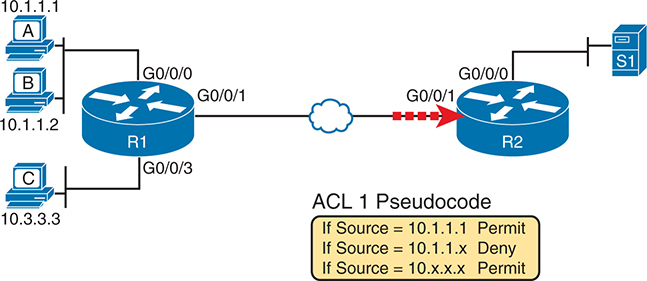 10.1.1.1
A
B
10.1.1.2
C
10.3.3.3
G0/0/0
G0/0/1
R1
G0/0/3
G0/0/0
G0/0/1
R2
S1
ACL 1 Pseudocode
If Source = 10.1.1.1 Permit
If Source = 10.1.1.x Deny
If Source = 10.x.x.x Permit